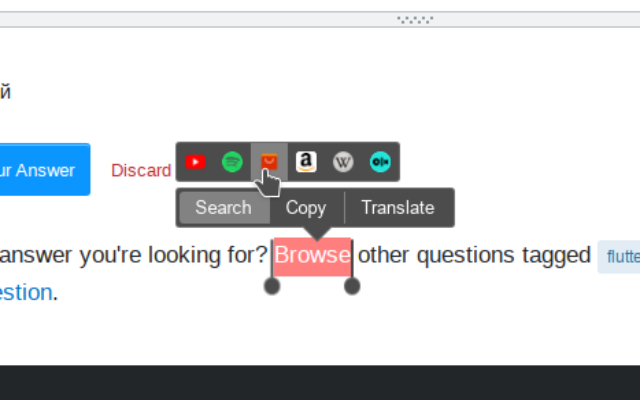 й
ur Answer Discard
Search Copy Translate
answer you're looking for? Browse other questions tagged flutte
estion.